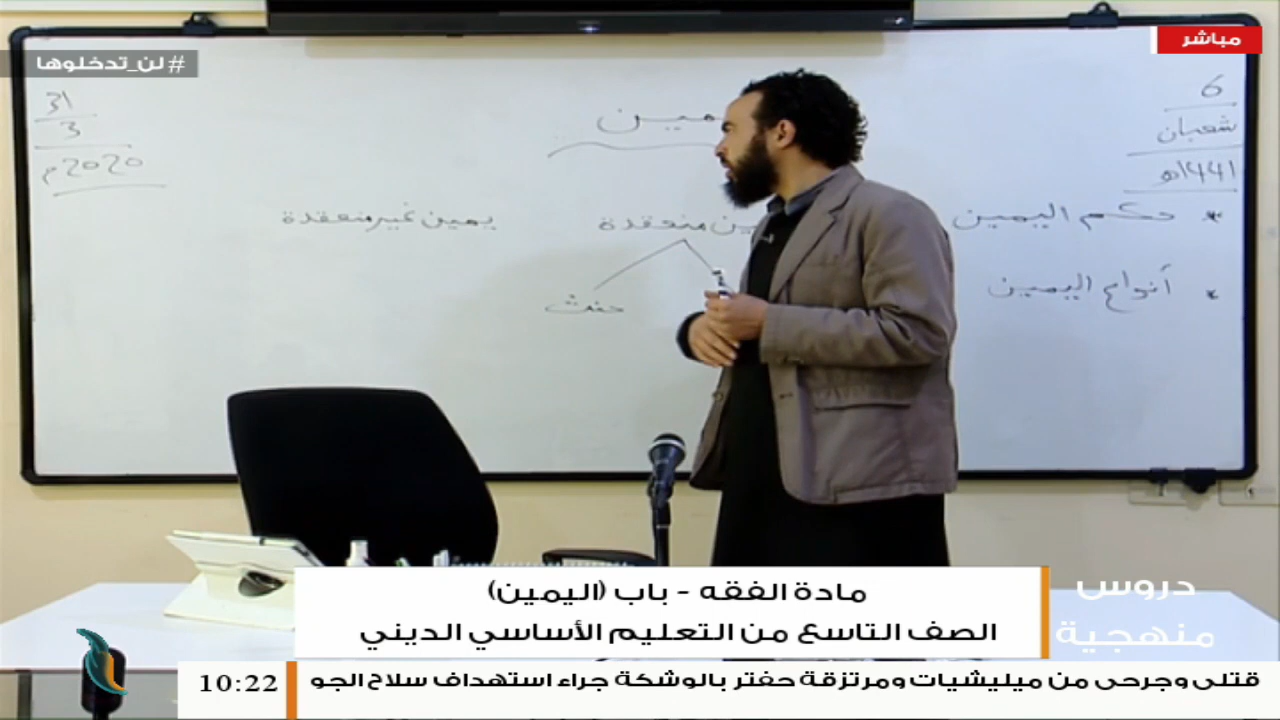 مباشر
#لن_تدخلوها
6
شعبان
1441هـ
31
3
2020م
* حكم اليمين
يمين غير منعقدة
منعقدة
* أنواع اليمين
حنث
دروس
منهجية
مادة الفقه - باب (اليمين)
الصف التاسع من التعليم الأساسي الديني
قتلى وجرحى من ميليشيات ومرتزقة حفتر بالوشكة جراء استهداف سلاح الجو
10:22